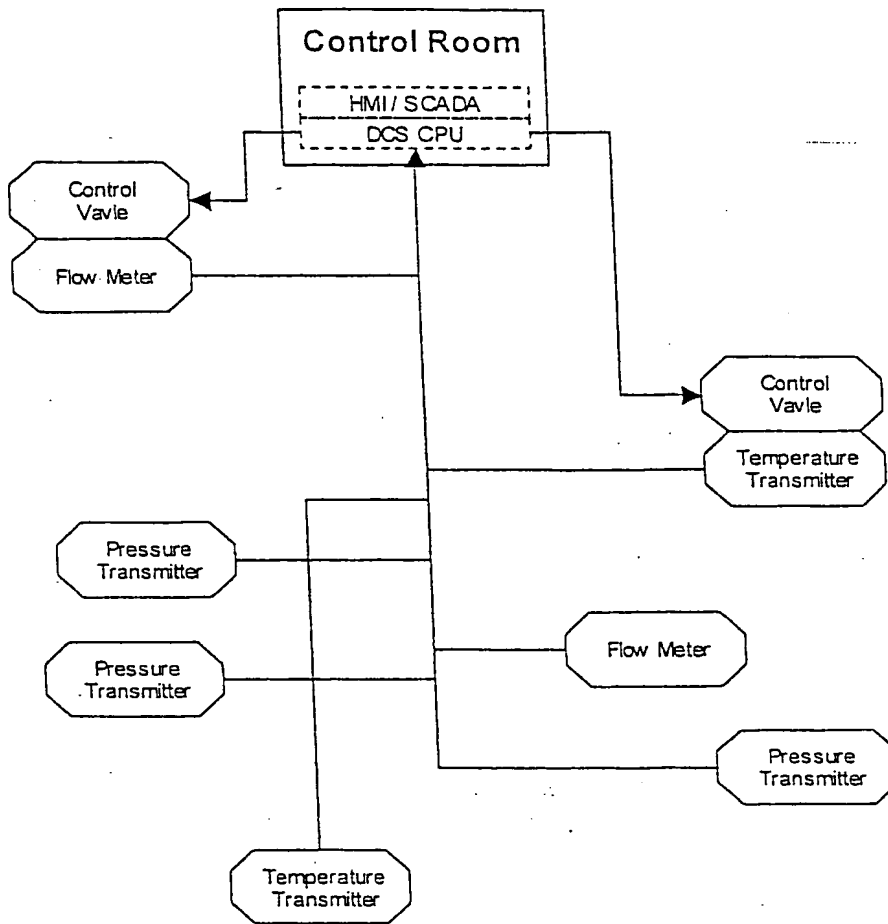 Control Room
HMI / SCADA
DCS CPU
Control
Vavle
Flow Meter
Control
Vavle
Temperature
Transmitter
Pressure
Transmitter
Flow Meter
Pressure
Transmitter
Pressure
Transmitter
Temperature
Transmitter